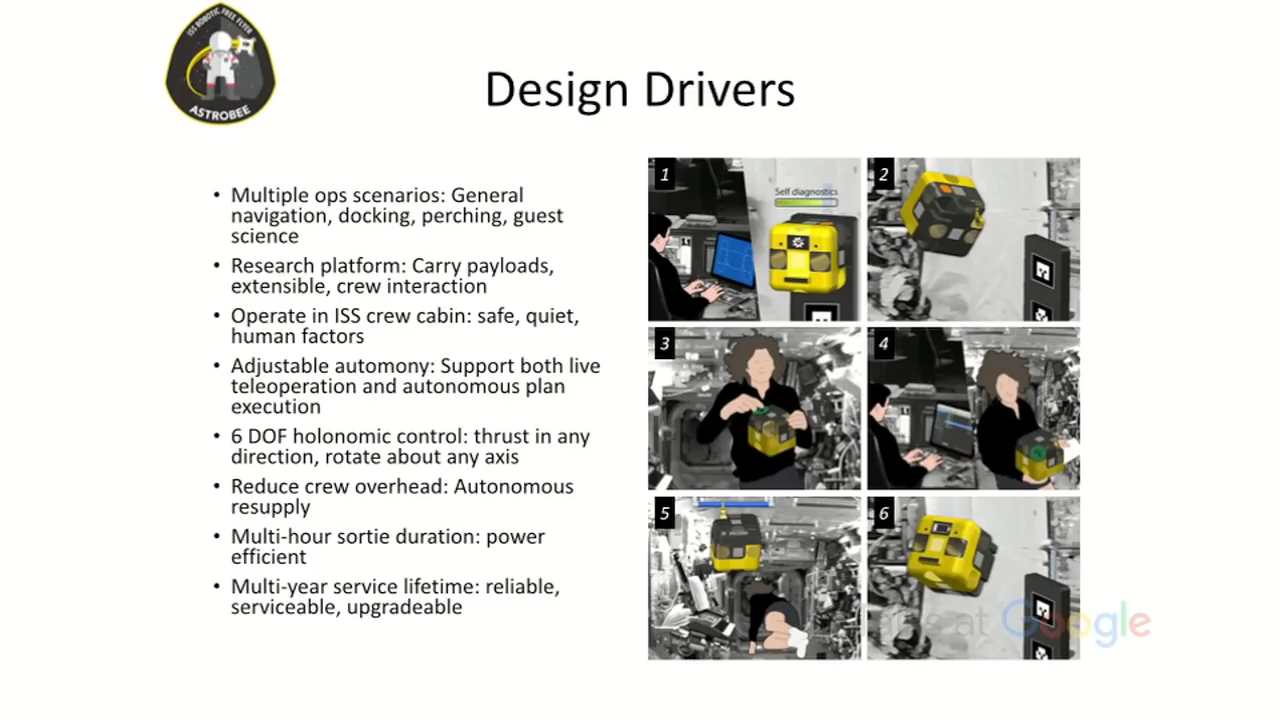 ISS ROBOTIC FREE FLYER
ASTROBEE
Design Drivers
• Multiple ops scenarios: General
navigation, docking, perching, guest
science
• Research platform: Carry payloads,
extensible, crew interaction
• Operate in ISS crew cabin: safe, quiet,
human factors
• Adjustable automony: Support both live
teleoperation and autonomous plan
execution
• 6 DOF holonomic control: thrust in any
direction, rotate about any axis
• Reduce crew overhead: Autonomous
resupply
• Multi-hour sortie duration: power
efficient
• Multi-year service lifetime: reliable,
serviceable, upgradeable
1
Self diagnostics
2
3
4
5
6
at Google